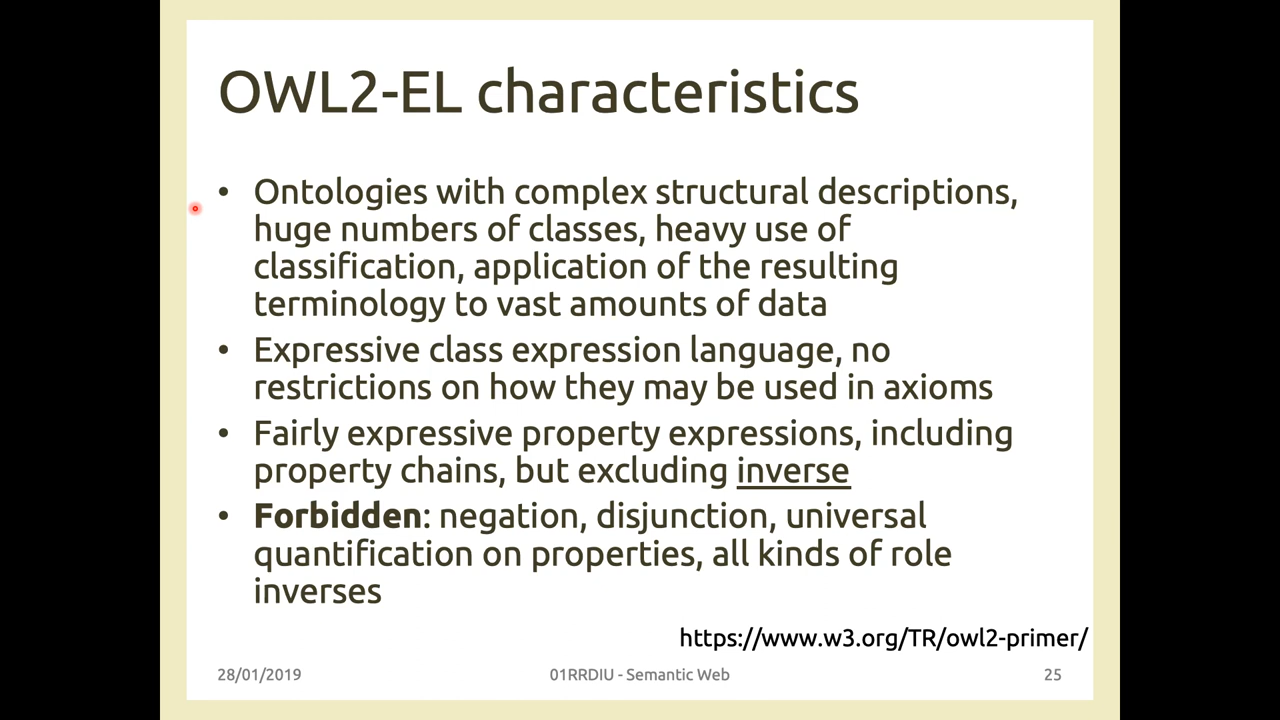 OWL2-EL characteristics
• Ontologies with complex structural descriptions,
huge numbers of classes, heavy use of
classification, application of the resulting
terminology to vast amounts of data
• Expressive class expression language, no
restrictions on how they may be used in axioms
• Fairly expressive property expressions, including
property chains, but excluding inverse
• Forbidden: negation, disjunction, universal
quantification on properties, all kinds of role
inverses
https://www.w3.org/TR/owl2-primer/
28/01/2019 01RRDIU - Semantic Web 25